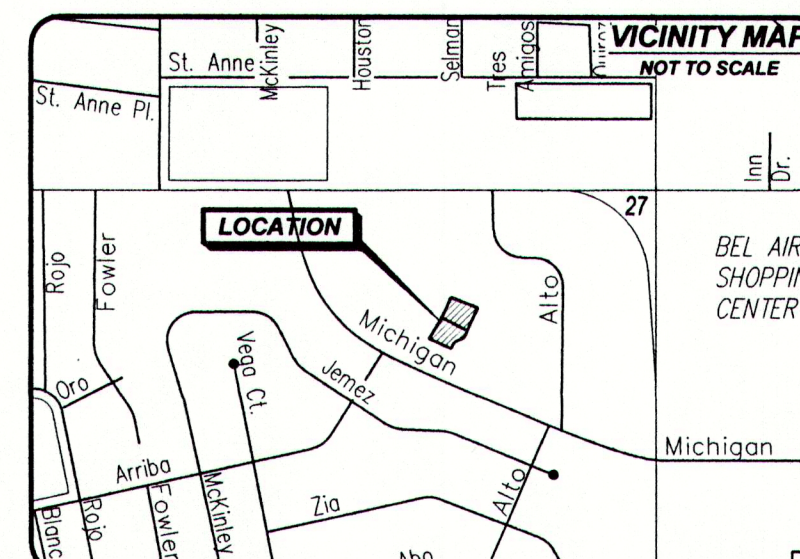 VICINITY MAP
NOT TO SCALE
St. Anne
McKinley
Houston
Selman
Tres
Amigos
St. Anne Pl.
Inn
Dr.
27
LOCATION
BEL AIR
SHOPPIN
CENTER
Rojo
Fowler
Alto
Michigan
Vega Ct.
Jemez
Oro
Michigan
Arriba
Alto
McKinley
Zia
Fowler
Rojo
Blanc
Abo